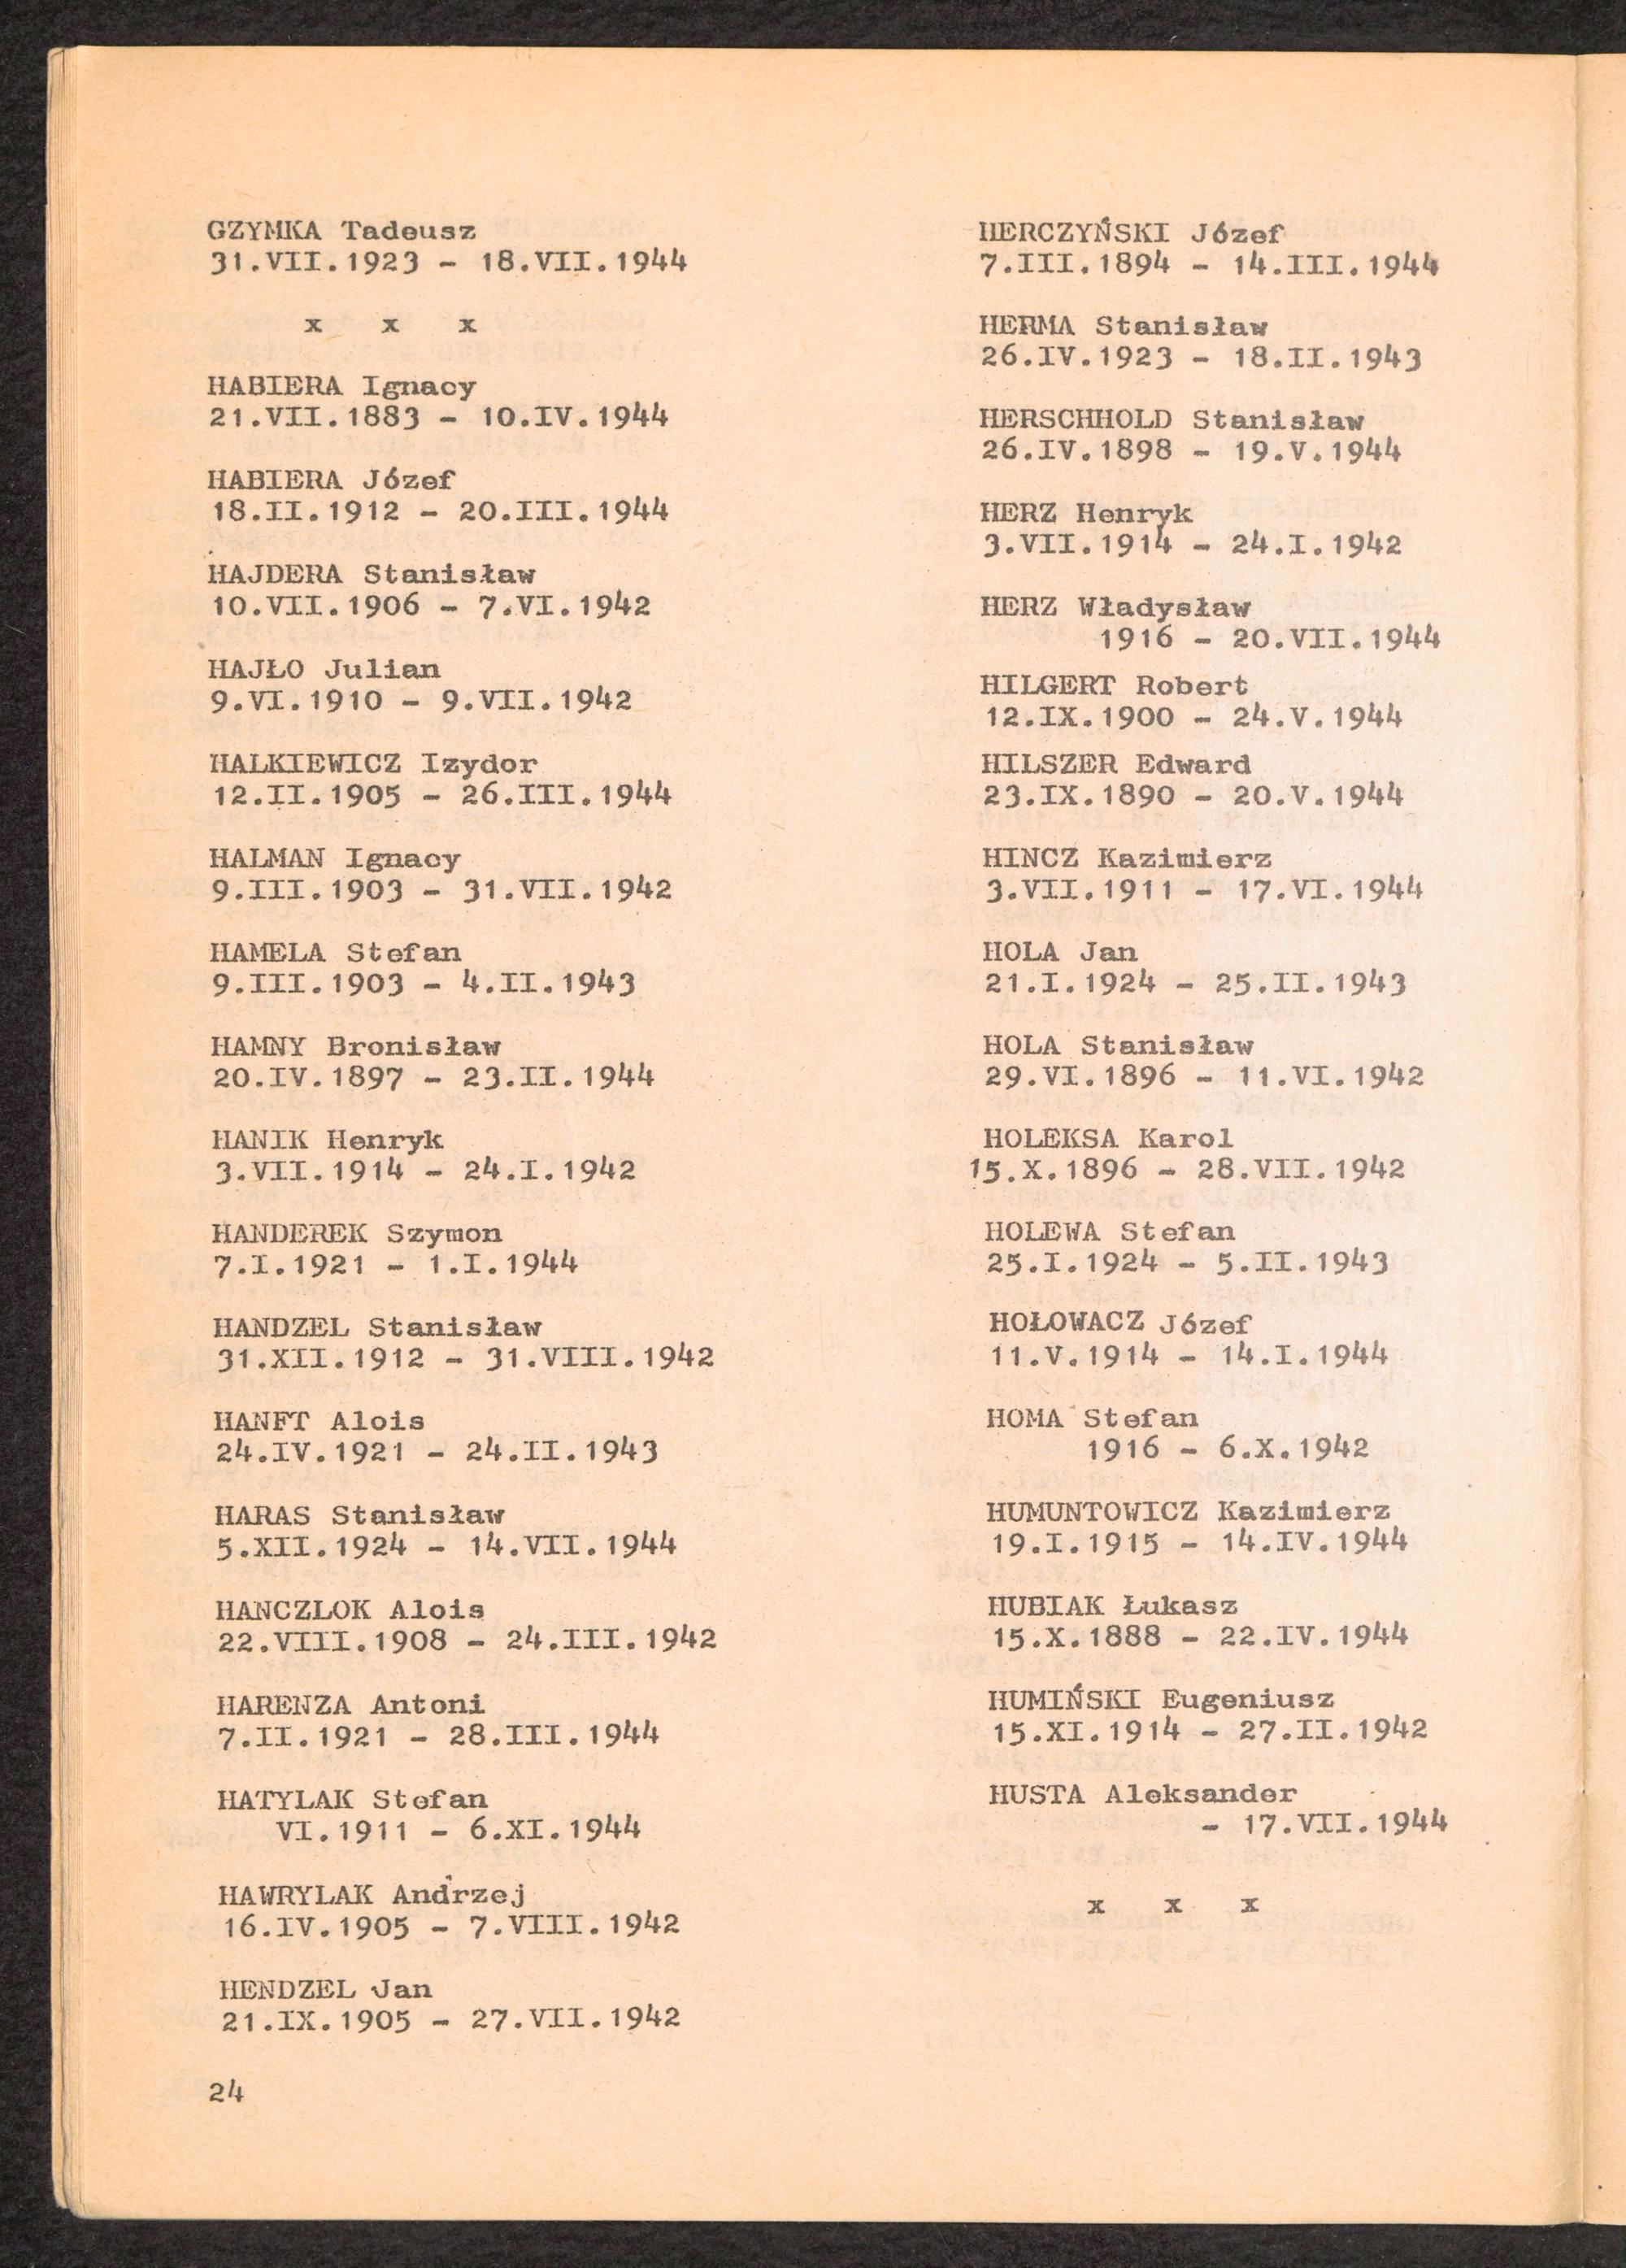 GZYMKA Tadeusz
31.VII.1923 - 18.VII.1944
x x x
HABIERA Ignacy
21.VII.1883 - 10.IV.1944
HABIERA Józef
18.II.1912 - 20.III.1944
HAJDERA Stanisław
10.VII.1906 - 7.VI.1942
HAJŁO Julian
9.VI.1910 - 9.VII.1942
HALKIEWICZ Izydor
12.II.1905 - 26.III.1944
HALMAN Ignacy
9.III.1903 - 31.VII.1942
HAMELA Stefan
9.III.1903 - 4.II.1943
HAMNY Bronisław
20.IV.1897 - 23.II.1944
HANIK Henryk
3.VII.1914 - 24.I.1942
HANDEREK Szymon
7.I.1921 - 1.I.1944
HANDZEL Stanisław
31.XII.1912 - 31.VIII.1942
HANFT Alois
24.IV.1921 - 24.II.1943
HARAS Stanisław
5.XII.1924 - 14.VII.1944
HANCZLOK Alois
22.VIII.1908 - 24.III.1942
HARENZA Antoni
7.II.1921 - 28.III.1944
HATYLAK Stefan
VI.1911 - 6.XI.1944
HAWRYLAK Andrzej
16.IV.1905 - 7.VIII.1942
HENDZEL Jan
21.IX.1905 - 27.VII.1942
24
HERCZYŃSKI Józef
7.III.1894 - 14.III.1944
HERMA Stanisław
26.IV.1923 - 18.II.1943
HERSCHHOLD Stanisław
26.IV.1898 - 19.V.1944
HERZ Henryk
3.VII.1914 - 24.I.1942
HERZ Władysław
1916 - 20.VII.1944
HILGERT Robert
12.IX.1900 - 24.V.1944
HILSZER Edward
23.IX.1890 - 20.V.1944
HINCZ Kazimierz
3.VII.1911 - 17.VI.1944
HOLA Jan
21.I.1924 - 25.II.1943
HOLA Stanisław
29.VI.1896 - 11.VI.1942
HOLEKSA Karol
15.X.1896 - 28.VII.1942
HOLEWA Stefan
25.I.1924 - 5.II.1943
HOŁOWACZ Józef
11.V.1914 - 14.I.1944
HOMA Stefan
1916 - 6.X.1942
HUMUNTOWICZ Kazimierz
19.I.1915 - 14.IV.1944
HUBIAK Łukasz
15.X.1888 - 22.IV.1944
HUMIŃSKI Eugeniusz
15.XI.1914 - 27.II.1942
HUSTA Aleksander
- 17.VII.1944
x x x